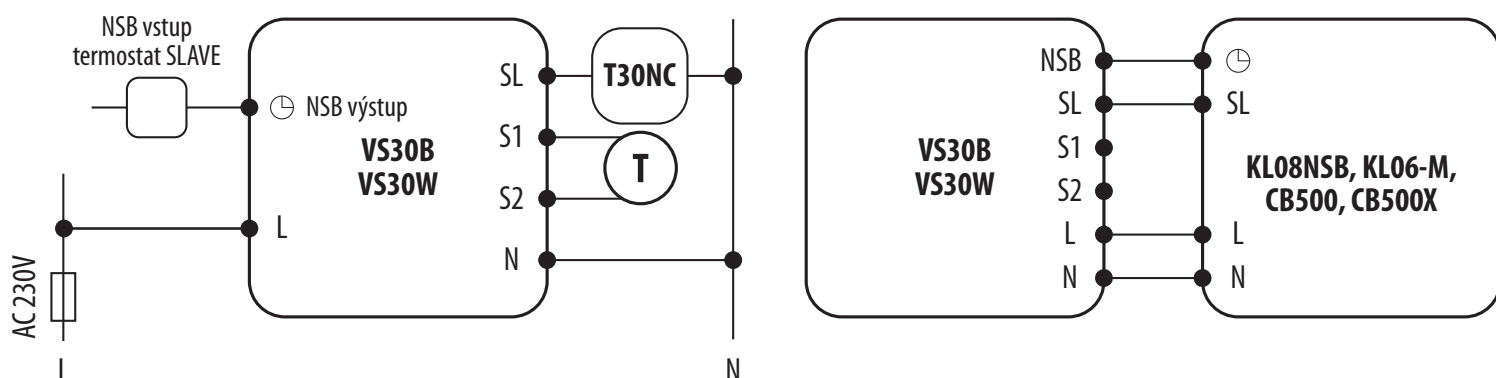 NSB vstup
termostat SLAVE
NSB výstup
VS30B
VS30W
SL
S1
S2
N
L
T30NC
T
AC 230V
L
N
NSB
SL
S1
S2
L
N
VS30B
VS30W
SL
L
N
KL08NSB, KL06-M,
CB500, CB500X